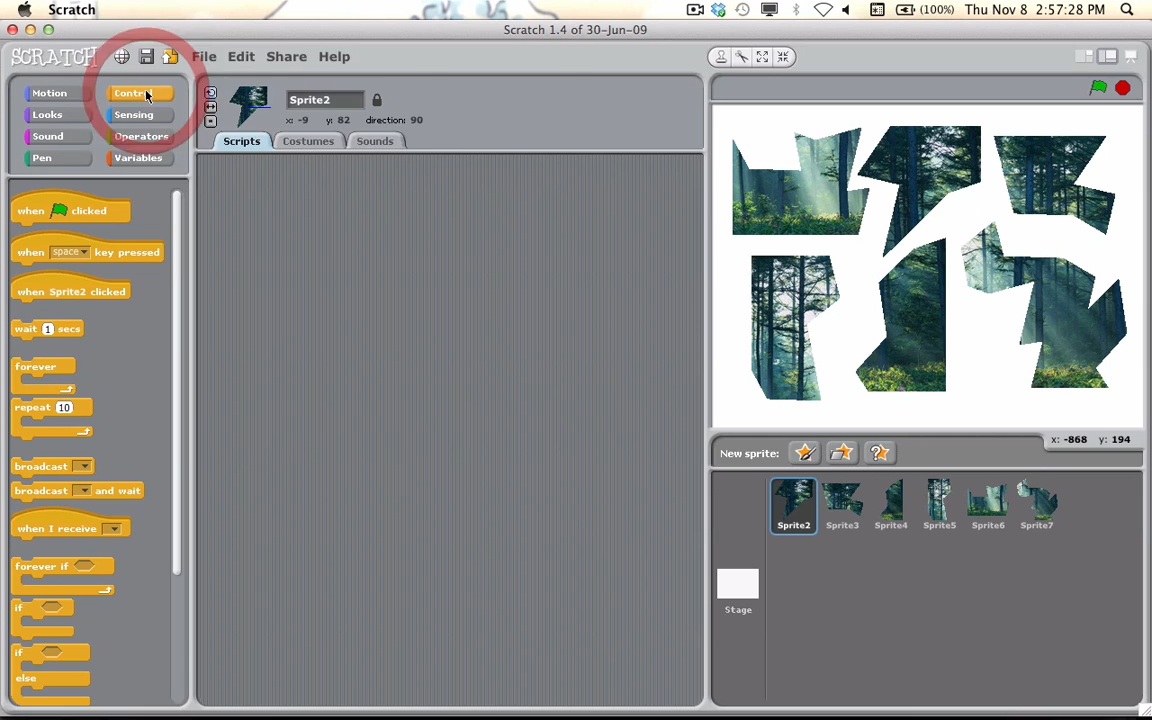 Scratch (100%) Thu Nov 8 2:57:28 PM
Scratch 1.4 of 30-Jun-09
SCRATCH File Edit Share Help
Motion Control
Looks Sensing
Sound Operators
Pen Variables
Sprite2
x: -9 y: 82 direction: 90
Scripts Costumes Sounds
when clicked
when space key pressed
when Sprite2 clicked
wait 1 secs
forever
repeat 10
broadcast
broadcast and wait
when I receive
forever if
if
if
else
x: -868 y: 194
New sprite:
Sprite2 Sprite3 Sprite4 Sprite5 Sprite6 Sprite7
Stage